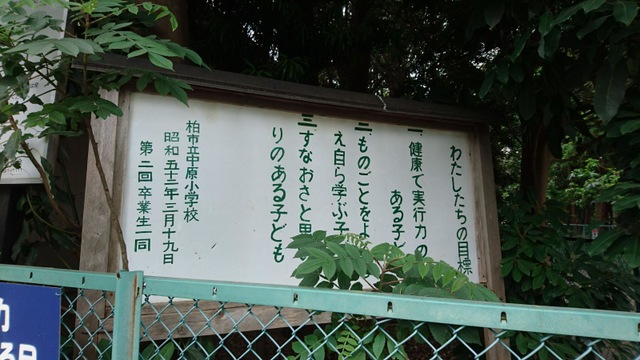 わたしたちの目標
一、健康で実行力の
ある子ど
二、ものごとをよ
え自ら学ぶ子
三、すなおさと思
りのある子ども
柏市立中原小学校
昭和五十三年三月十九日
第二回卒業生一同